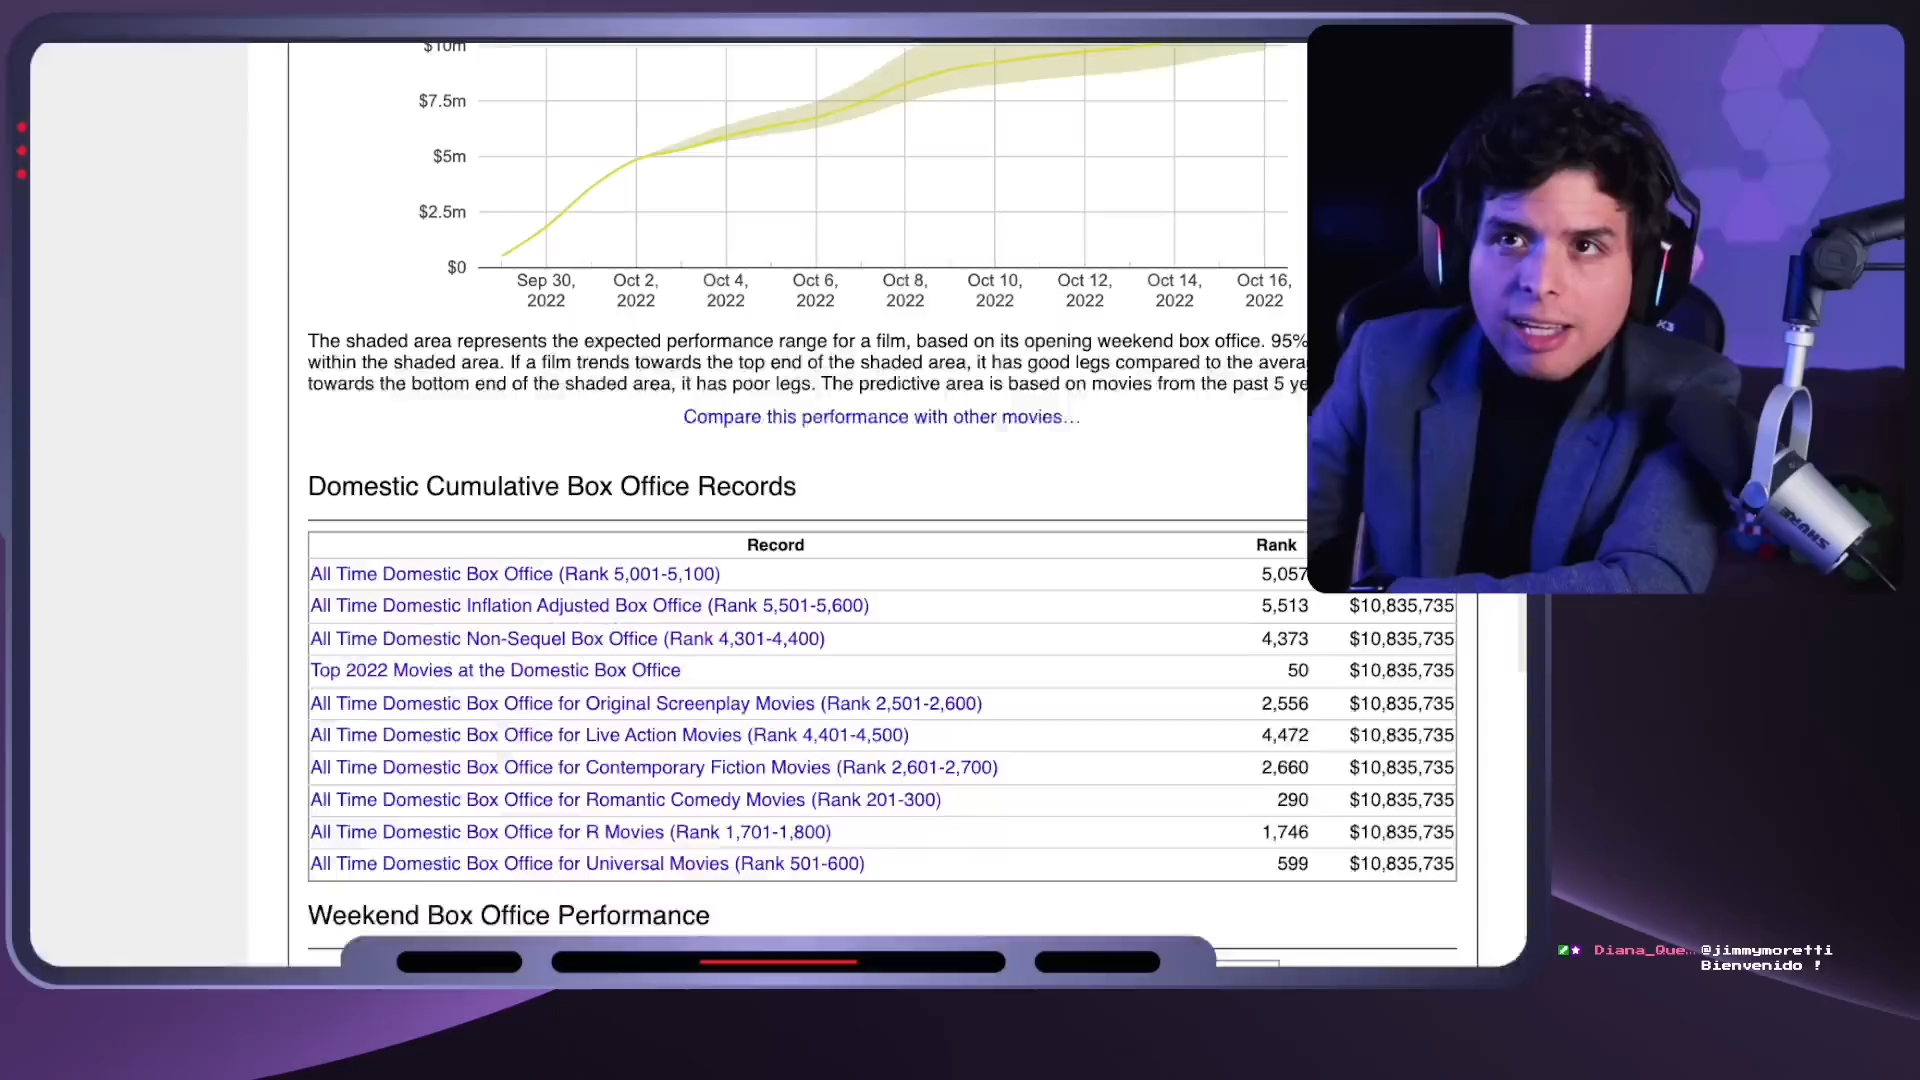 $10m
$7.5m
$5m
$2.5m
$0
Sep 30, 2022
Oct 2, 2022
Oct 4, 2022
Oct 6, 2022
Oct 8, 2022
Oct 10, 2022
Oct 12, 2022
Oct 14, 2022
Oct 16, 2022
The shaded area represents the expected performance range for a film, based on its opening weekend box office. 95%
within the shaded area. If a film trends towards the top end of the shaded area, it has good legs compared to the avera
towards the bottom end of the shaded area, it has poor legs. The predictive area is based on movies from the past 5 ye
Compare this performance with other movies…
Domestic Cumulative Box Office Records
Record Rank
All Time Domestic Box Office (Rank 5,001-5,100) 5,057
All Time Domestic Inflation Adjusted Box Office (Rank 5,501-5,600) 5,513 $10,835,735
All Time Domestic Non-Sequel Box Office (Rank 4,301-4,400) 4,373 $10,835,735
Top 2022 Movies at the Domestic Box Office 50 $10,835,735
All Time Domestic Box Office for Original Screenplay Movies (Rank 2,501-2,600) 2,556 $10,835,735
All Time Domestic Box Office for Live Action Movies (Rank 4,401-4,500) 4,472 $10,835,735
All Time Domestic Box Office for Contemporary Fiction Movies (Rank 2,601-2,700) 2,660 $10,835,735
All Time Domestic Box Office for Romantic Comedy Movies (Rank 201-300) 290 $10,835,735
All Time Domestic Box Office for R Movies (Rank 1,701-1,800) 1,746 $10,835,735
All Time Domestic Box Office for Universal Movies (Rank 501-600) 599 $10,835,735
Weekend Box Office Performance
SHURE
Diana_Que… @jimmymoretti
Bienvenido !